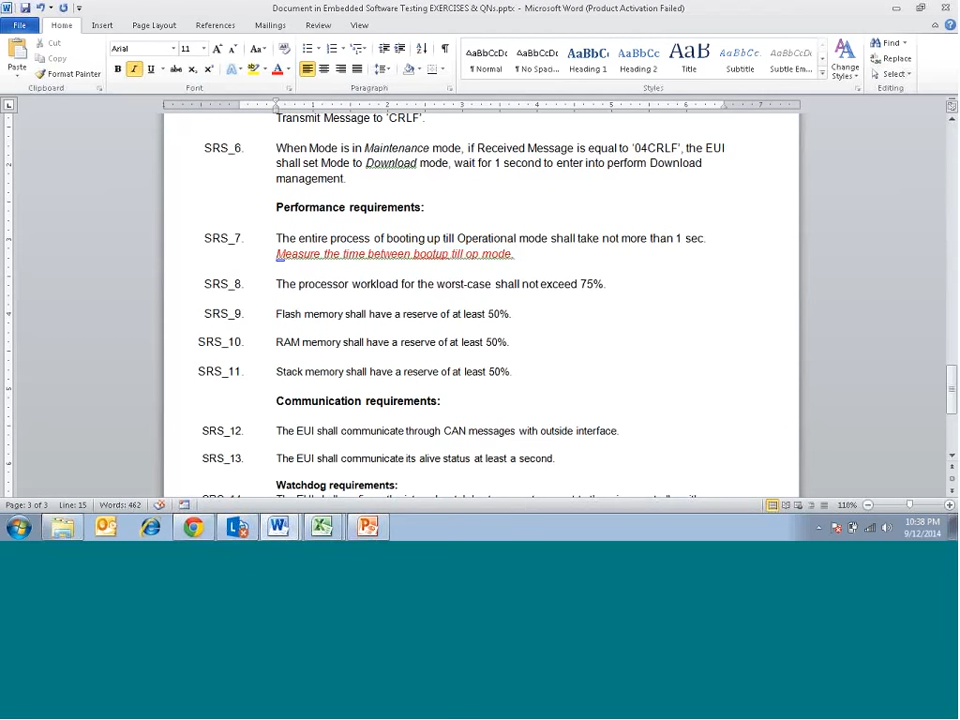 Document in Embedded Software Testing EXERCISES & QNs.pptx - Microsoft Word (Product Activation Failed)
File Home Insert Page Layout References Mailings Review View
Paste
Cut
Copy
Format Painter
Clipboard
Arial 11
Font
Paragraph
AaBbCcDc AaBbCcDc AaBbC AaBbCc AaB AaBbCc. AaBbCcDc
¶ Normal ¶ No Spaci... Heading 1 Heading 2 Title Subtitle Subtle Em...
Styles
Change
Styles
Find
Replace
Select
Editing
Transmit Message to ‘CRLF’.
SRS_6. When Mode is in Maintenance mode, if Received Message is equal to ‘04CRLF’, the EUI
shall set Mode to Download mode, wait for 1 second to enter into perform Download
management.
Performance requirements:
SRS_7. The entire process of booting up till Operational mode shall take not more than 1 sec.
Measure the time between bootup till op mode.
SRS_8. The processor workload for the worst-case shall not exceed 75%.
SRS_9. Flash memory shall have a reserve of at least 50%.
SRS_10. RAM memory shall have a reserve of at least 50%.
SRS_11. Stack memory shall have a reserve of at least 50%.
Communication requirements:
SRS_12. The EUI shall communicate through CAN messages with outside interface.
SRS_13. The EUI shall communicate its alive status at least a second.
Watchdog requirements:
Page: 3 of 3 Line: 15 Words: 462 118%
10:38 PM
9/12/2014